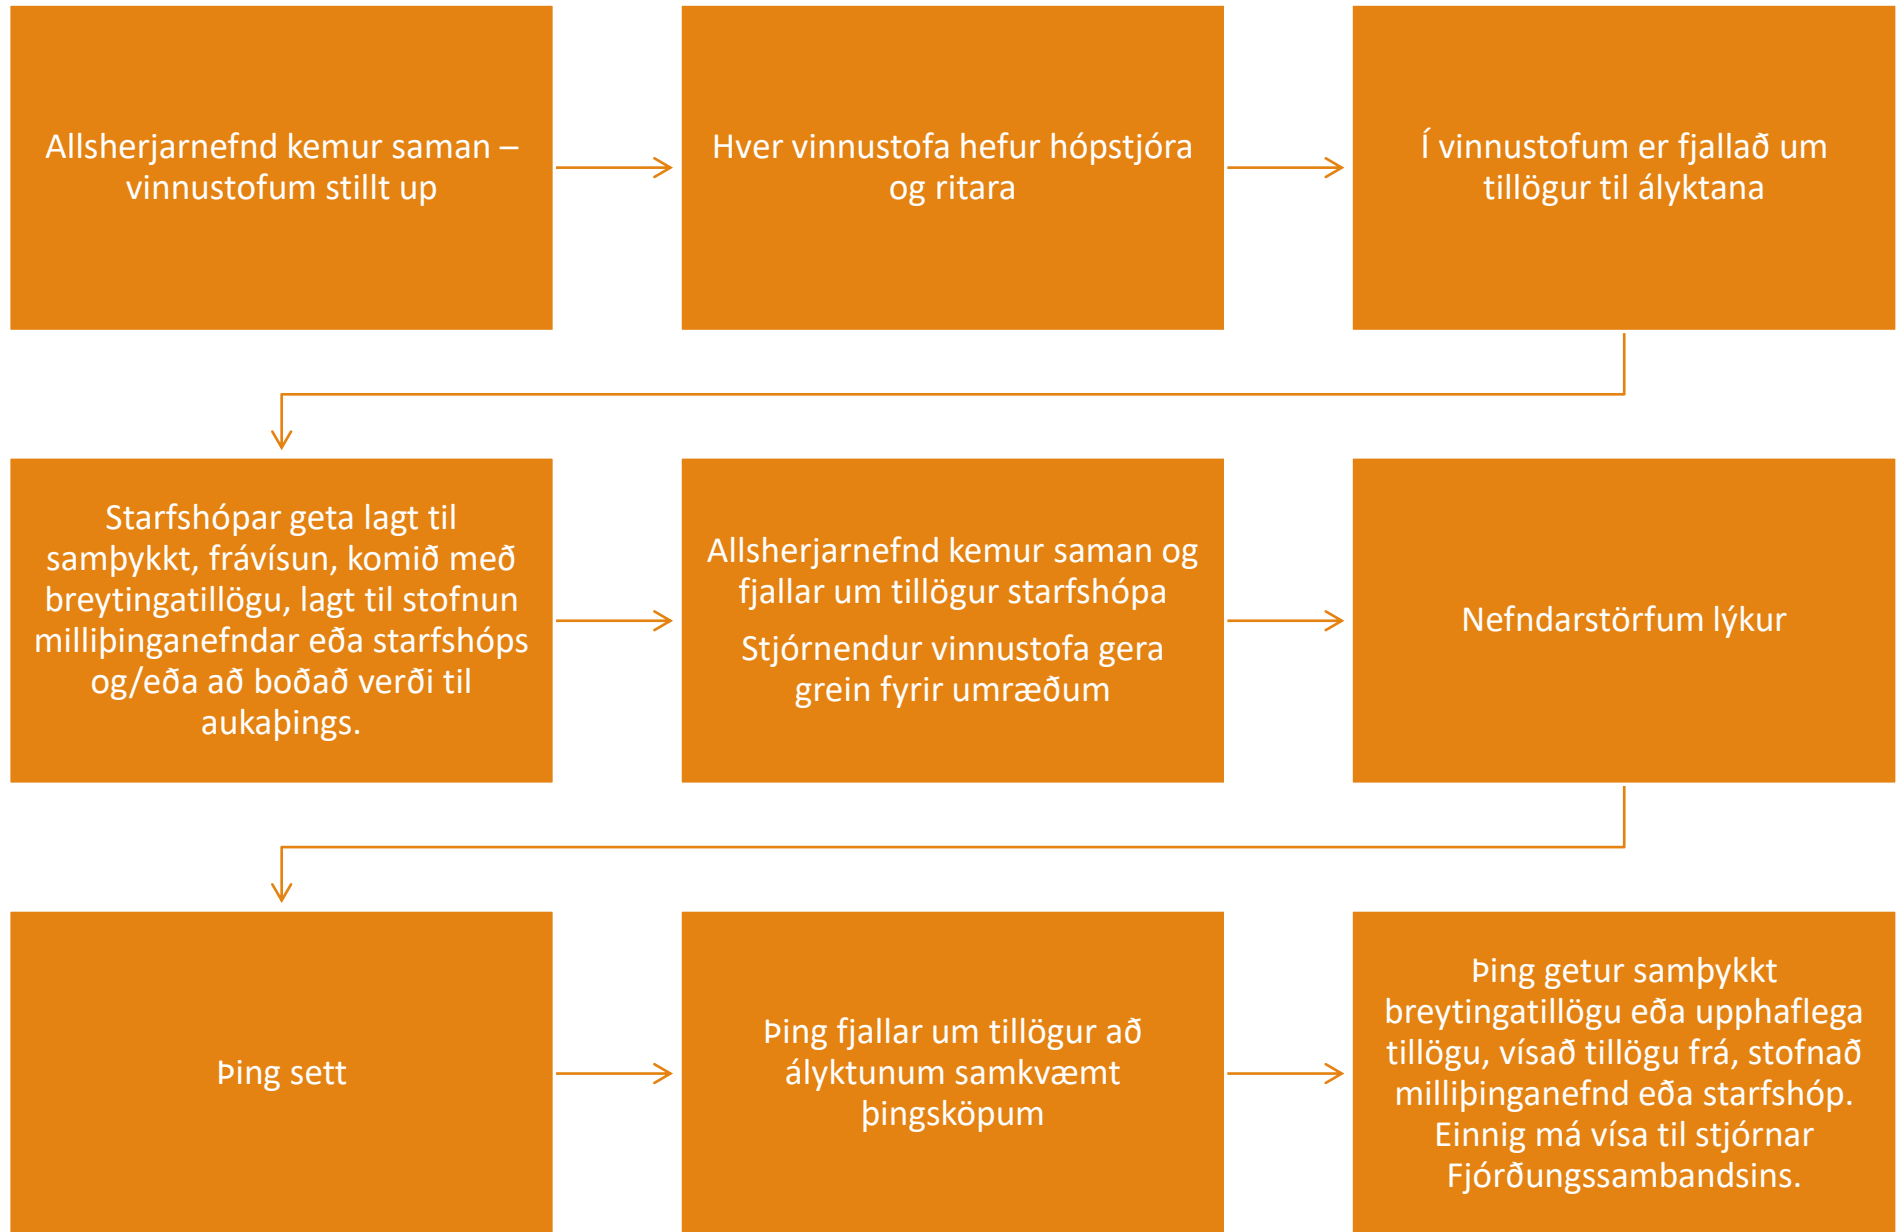 Allsherjarnefnd kemur saman –
vinnustofum stillt up
Hver vinnustofa hefur hópstjóra
og ritara
Í vinnustofum er fjallað um
tillögur til ályktana
Starfshópar geta lagt til
samþykkt, frávísun, komið með
breytingatillögu, lagt til stofnun
milliþinganefndar eða starfshóps
og/eða að boðað verði til
aukaþings.
Allsherjarnefnd kemur saman og
fjallar um tillögur starfshópa
Stjórnendur vinnustofa gera
grein fyrir umræðum
Nefndarstörfum lýkur
Þing sett
Þing fjallar um tillögur að
ályktunum samkvæmt
þingsköpum
Þing getur samþykkt
breytingatillögu eða upphaflega
tillögu, vísað tillögu frá, stofnað
milliþinganefnd eða starfshóp.
Einnig má vísa til stjórnar
Fjórðungssambandsins.